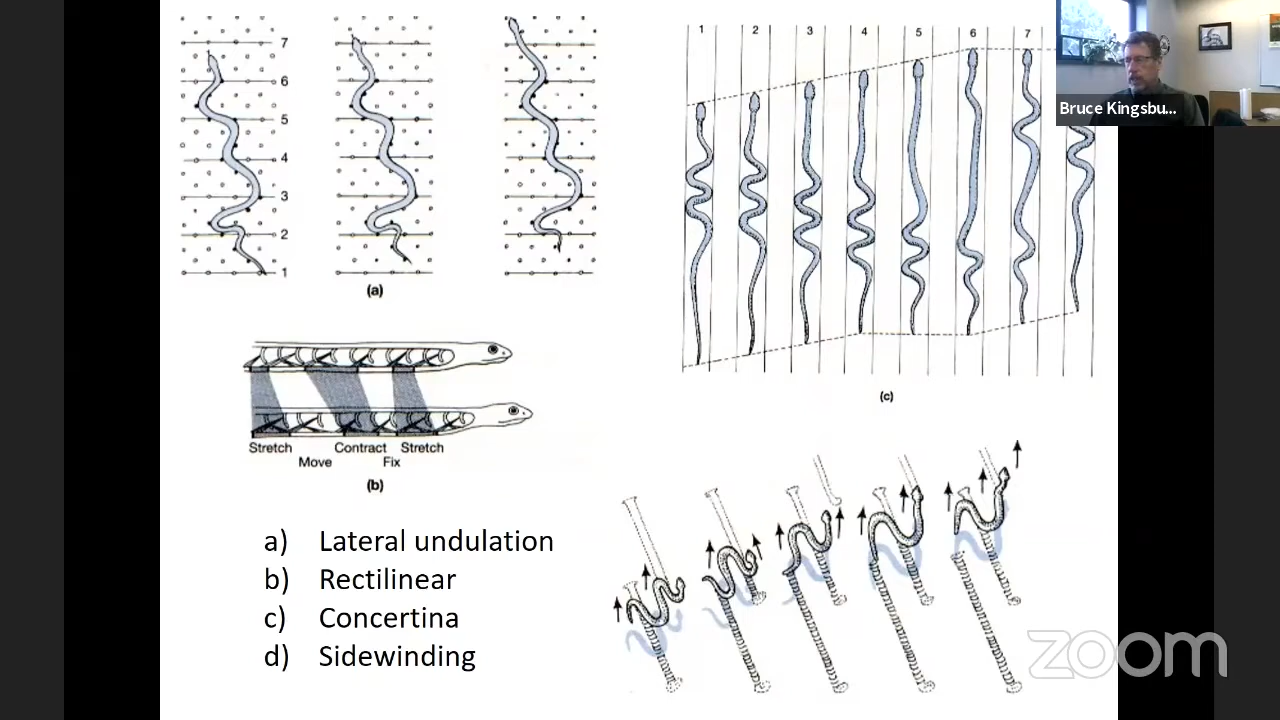 7
6
5
4
3
2
1
(a)
1 2 3 4 5 6 7
(c)
Bruce Kingsbu...
Stretch Contract Stretch
Move Fix
(b)
a) Lateral undulation
b) Rectilinear
c) Concertina
d) Sidewinding
zoom